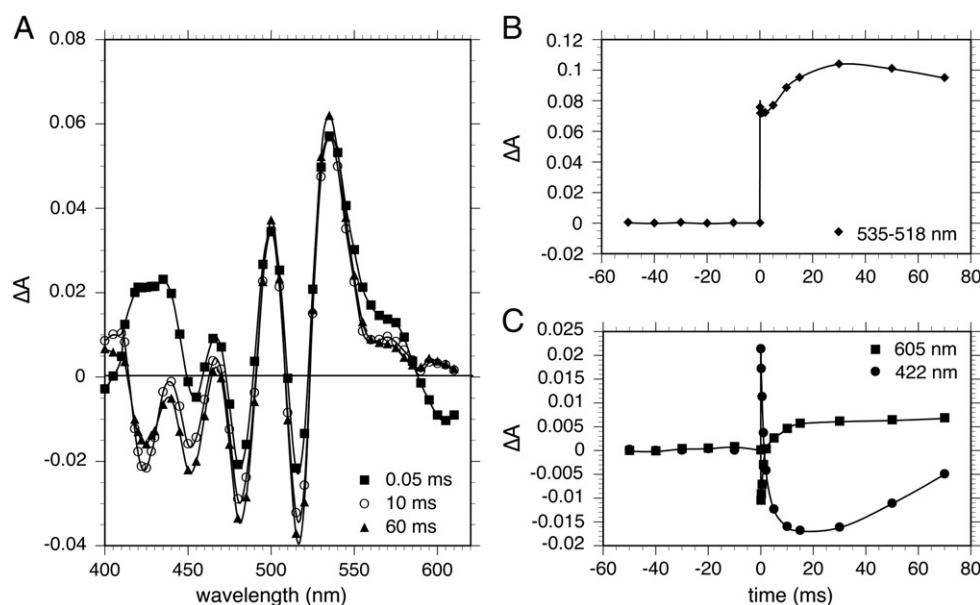 A
0.08
0.06
0.04
0.02
0
-0.02
-0.04
ΔA
400 450 500 550 600
wavelength (nm)
0.05 ms
10 ms
60 ms
B
0.12
0.1
0.08
0.06
0.04
0.02
0
-0.02
ΔA
-60 -40 -20 0 20 40 60 80
535-518 nm
C
0.025
0.02
0.015
0.01
0.005
0
-0.005
-0.01
-0.015
-0.02
ΔA
605 nm
422 nm
-60 -40 -20 0 20 40 60 80
time (ms)